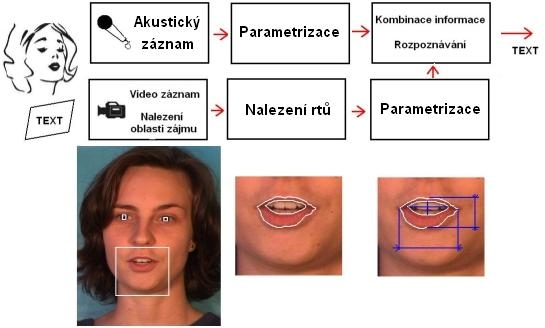 Akustický
záznam
Parametrizace
Kombinace informace
Rozpoznávání
TEXT
TEXT
Video záznam
Nalezení
oblasti zájmu
Nalezení rtů
Parametrizace